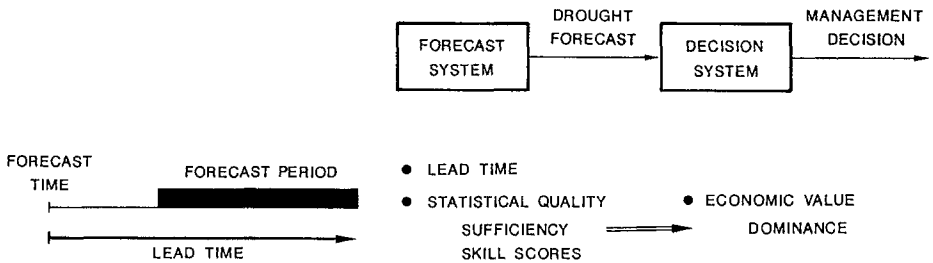 DROUGHT
FORECAST
MANAGEMENT
DECISION
FORECAST
SYSTEM
DECISION
SYSTEM
FORECAST
TIME
FORECAST PERIOD
LEAD TIME
● LEAD TIME
● STATISTICAL QUALITY
SUFFICIENCY
SKILL SCORES
● ECONOMIC VALUE
DOMINANCE